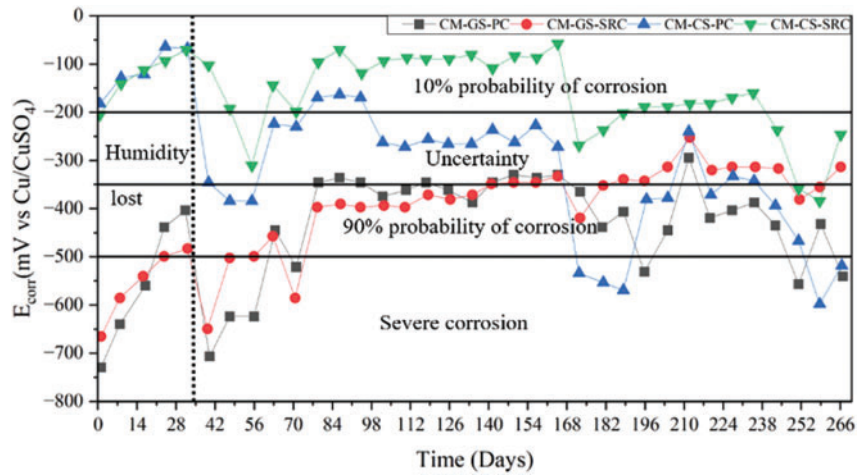 CM-GS-PC CM-GS-SRC CM-CS-PC CM-CS-SRC
−100
10% probability of corrosion
−200
Humidity
Uncertainty
−300
lost
−400
90% probability of corrosion
−500
Severe corrosion
−600
−700
−800
0
0 14 28 42 56 70 84 98 112 126 140 154 168 182 196 210 224 238 252 266
Time (Days)
E_corr(mV vs Cu/CuSO₄)